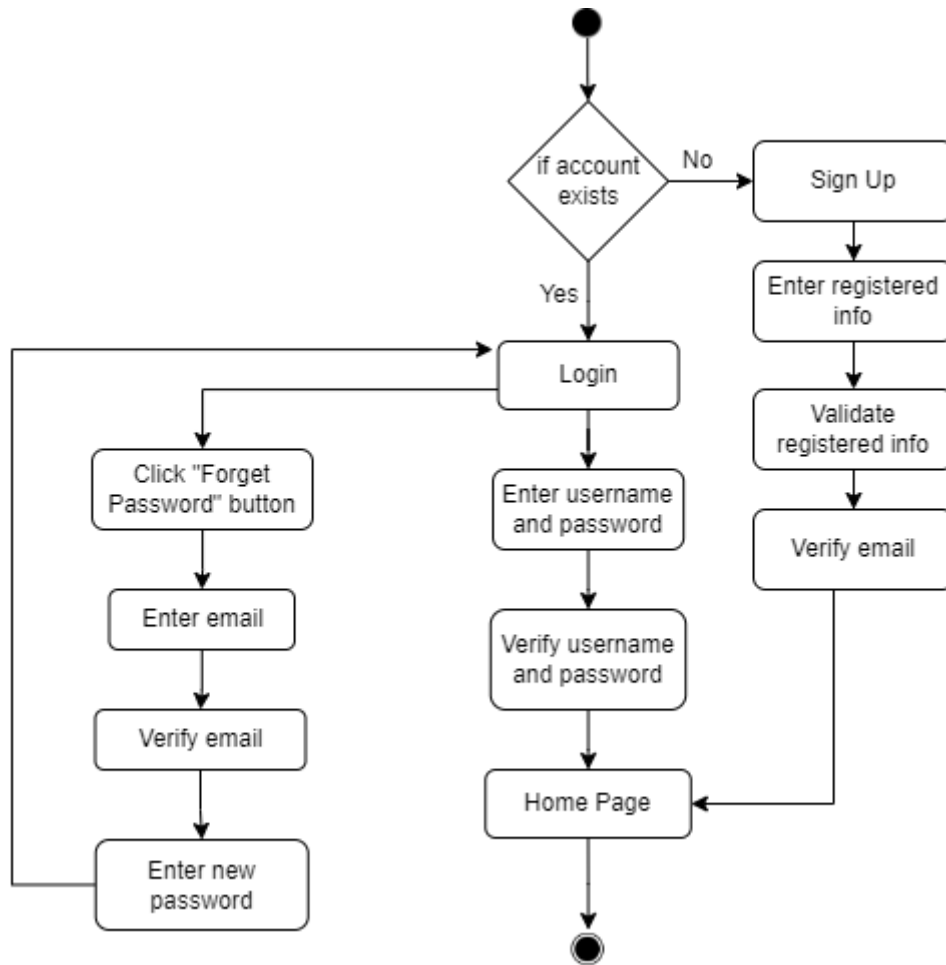 if account
exists
No
Sign Up
Enter registered
info
Yes
Login
Validate
registered info
Click "Forget
Password" button
Enter username
and password
Verify email
Enter email
Verify username
and password
Verify email
Home Page
Enter new
password